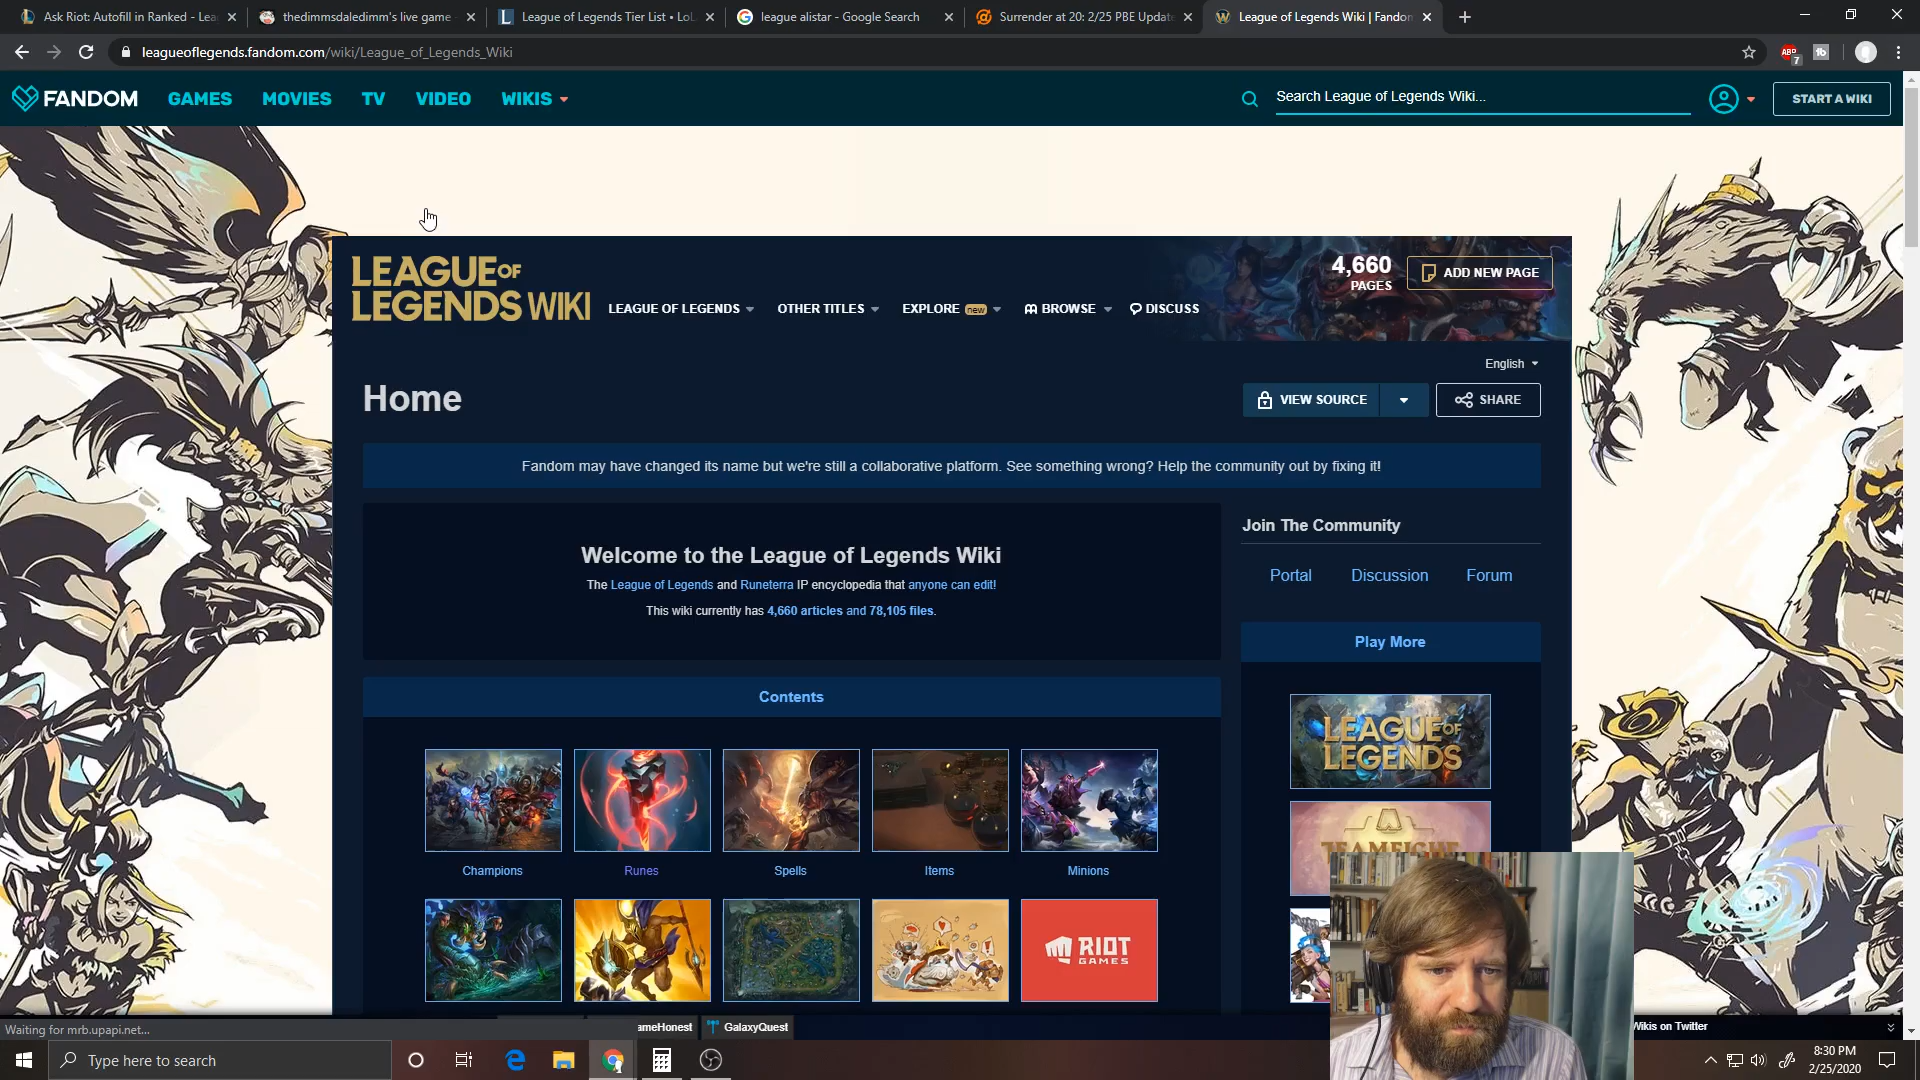 Ask Riot: Autofill in Ranked - Lea
thedimmsdaledimm's live game
League of Legends Tier List • LoL
league alistar - Google Search
Surrender at 20: 2/25 PBE Update
League of Legends Wiki | Fandom
leagueoflegends.fandom.com/wiki/League_of_Legends_Wiki
ABP
7
FANDOM
GAMES
MOVIES
TV
VIDEO
WIKIS
Search League of Legends Wiki...
START A WIKI
LEAGUE OF
LEGENDS WIKI
LEAGUE OF LEGENDS
OTHER TITLES
EXPLORE new
BROWSE
DISCUSS
4,660
PAGES
ADD NEW PAGE
English
Home
VIEW SOURCE
SHARE
Fandom may have changed its name but we're still a collaborative platform. See something wrong? Help the community out by fixing it!
Welcome to the League of Legends Wiki
The League of Legends and Runeterra IP encyclopedia that anyone can edit!
This wiki currently has 4,660 articles and 78,105 files.
Join The Community
Portal
Discussion
Forum
Play More
LEAGUE OF
LEGENDS
Contents
Champions
Runes
Spells
Items
Minions
RIOT
GAMES
Waiting for mrb.upapi.net...
ameHonest
GalaxyQuest
Wikis on Twitter
Type here to search
8:30 PM
2/25/2020